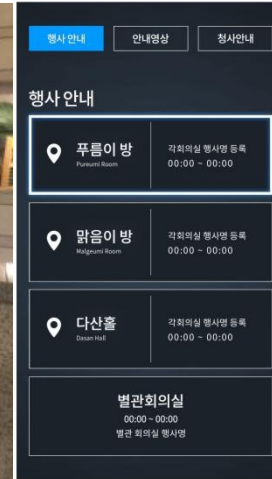 행사 안내
안내영상
청사안내
행사 안내
푸름이 방
Pureumi Room
각회의실 행사명 등록
00:00 ~ 00:00
맑음이 방
Malgeumi Room
각회의실 행사명 등록
00:00 ~ 00:00
다산홀
Dasan Hall
각회의실 행사명 등록
00:00 ~ 00:00
별관회의실
00:00 ~ 00:00
별관 회의실 행사명